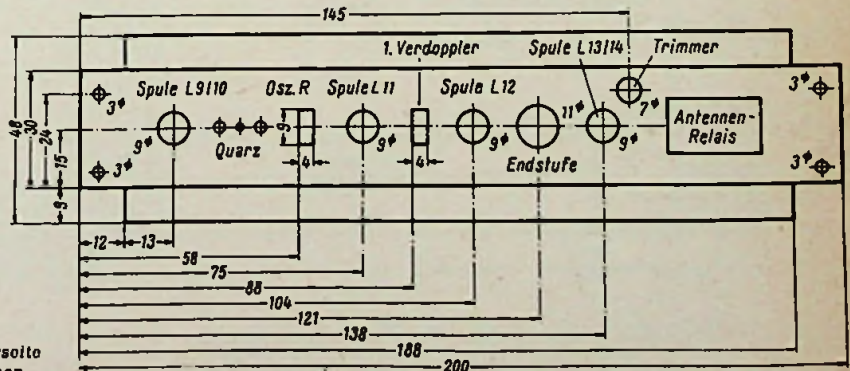 145
1. Verdoppler
Spule L13/14
Trimmer
Spule L9/10
Osz. R
Spule L11
Spule L12
3⌀
3⌀
48
30
24
15
9
9⌀
Quarz
9
4
9⌀
4
9⌀
11⌀
Endstufe
9⌀
7⌀
Antennen-
Relais
3⌀
3⌀
12
13
58
75
88
104
121
138
188
200